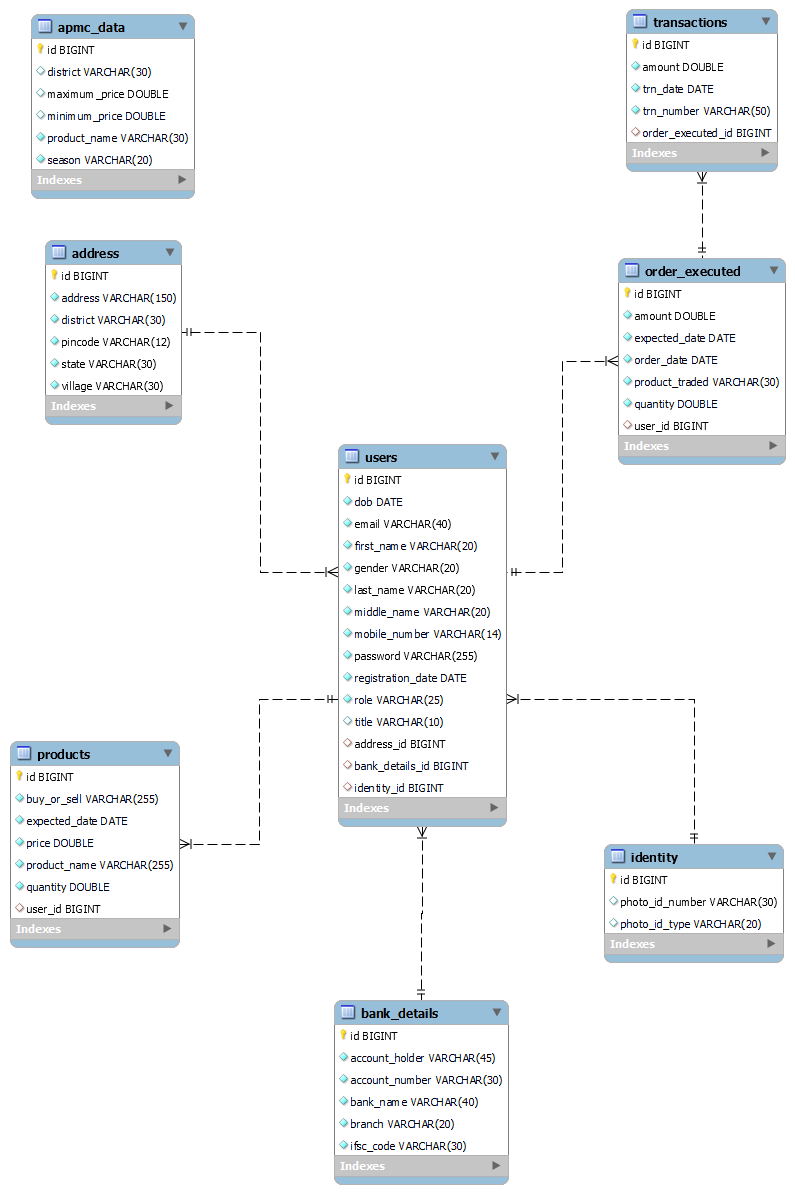 apmc_data
id BIGINT
district VARCHAR(30)
maximum_price DOUBLE
minimum_price DOUBLE
product_name VARCHAR(30)
season VARCHAR(20)
Indexes
transactions
id BIGINT
amount DOUBLE
trn_date DATE
trn_number VARCHAR(50)
order_executed_id BIGINT
Indexes
address
id BIGINT
address VARCHAR(150)
district VARCHAR(30)
pincode VARCHAR(12)
state VARCHAR(30)
village VARCHAR(30)
Indexes
order_executed
id BIGINT
amount DOUBLE
expected_date DATE
order_date DATE
product_traded VARCHAR(30)
quantity DOUBLE
user_id BIGINT
Indexes
users
id BIGINT
dob DATE
email VARCHAR(40)
first_name VARCHAR(20)
gender VARCHAR(20)
last_name VARCHAR(20)
middle_name VARCHAR(20)
mobile_number VARCHAR(14)
password VARCHAR(255)
registration_date DATE
role VARCHAR(25)
title VARCHAR(10)
address_id BIGINT
bank_details_id BIGINT
identity_id BIGINT
Indexes
products
id BIGINT
buy_or_sell VARCHAR(255)
expected_date DATE
price DOUBLE
product_name VARCHAR(255)
quantity DOUBLE
user_id BIGINT
Indexes
identity
id BIGINT
photo_id_number VARCHAR(30)
photo_id_type VARCHAR(20)
Indexes
bank_details
id BIGINT
account_holder VARCHAR(45)
account_number VARCHAR(30)
bank_name VARCHAR(40)
branch VARCHAR(20)
ifsc_code VARCHAR(30)
Indexes